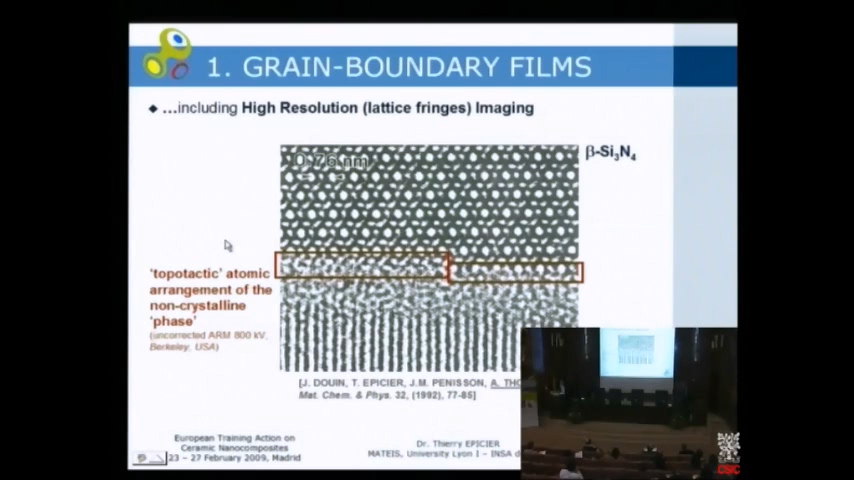 1. GRAIN-BOUNDARY FILMS
◆ ...including High Resolution (lattice fringes) Imaging
0.76 nm
β-Si₃N₄
'topotactic' atomic
arrangement of the
non-crystalline
'phase'
(uncorrected ARM 800 kV,
Berkeley, USA)
[J. DOUIN, T. EPICIER, J.M. PENISSON, A. THO
Mat. Chem. & Phys. 32, (1992), 77-85]
European Training Action on
Ceramic Nanocomposites
23 – 27 February 2009, Madrid
Dr. Thierry EPICIER
MATEIS, University Lyon I – INSA d
CSIC